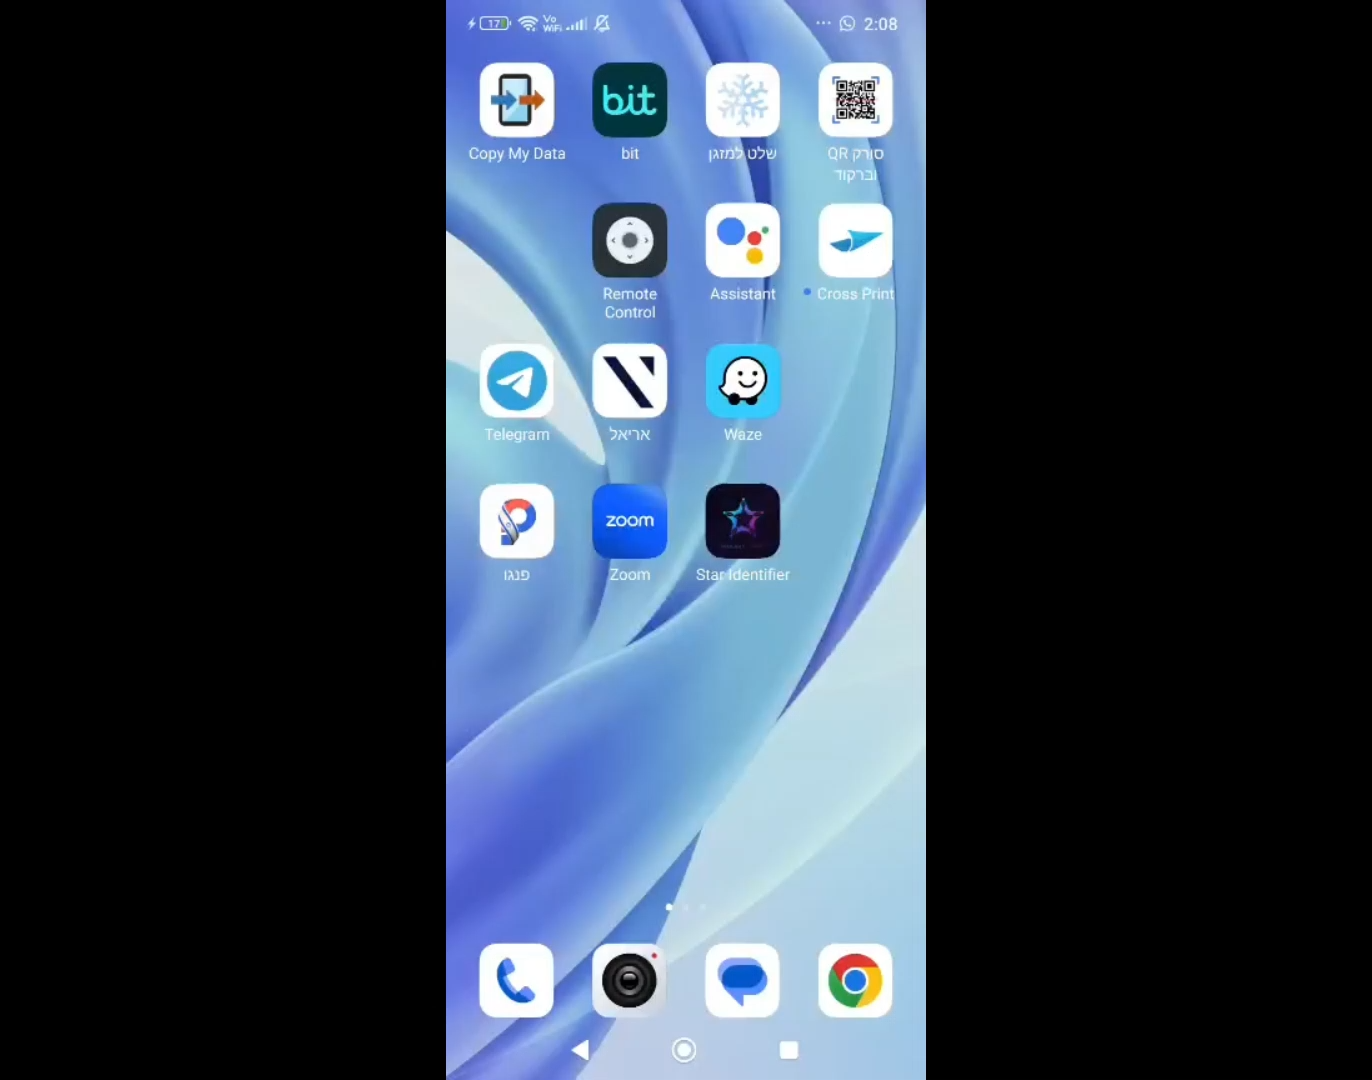 17
Vo
WiFi
2:08
Copy My Data
bit
bit
שלט למזגן
סורק QR
וברקוד
Remote
Control
Assistant
Cross Print
Telegram
אריאל
Waze
zoom
פנגו
Zoom
Star Identifier